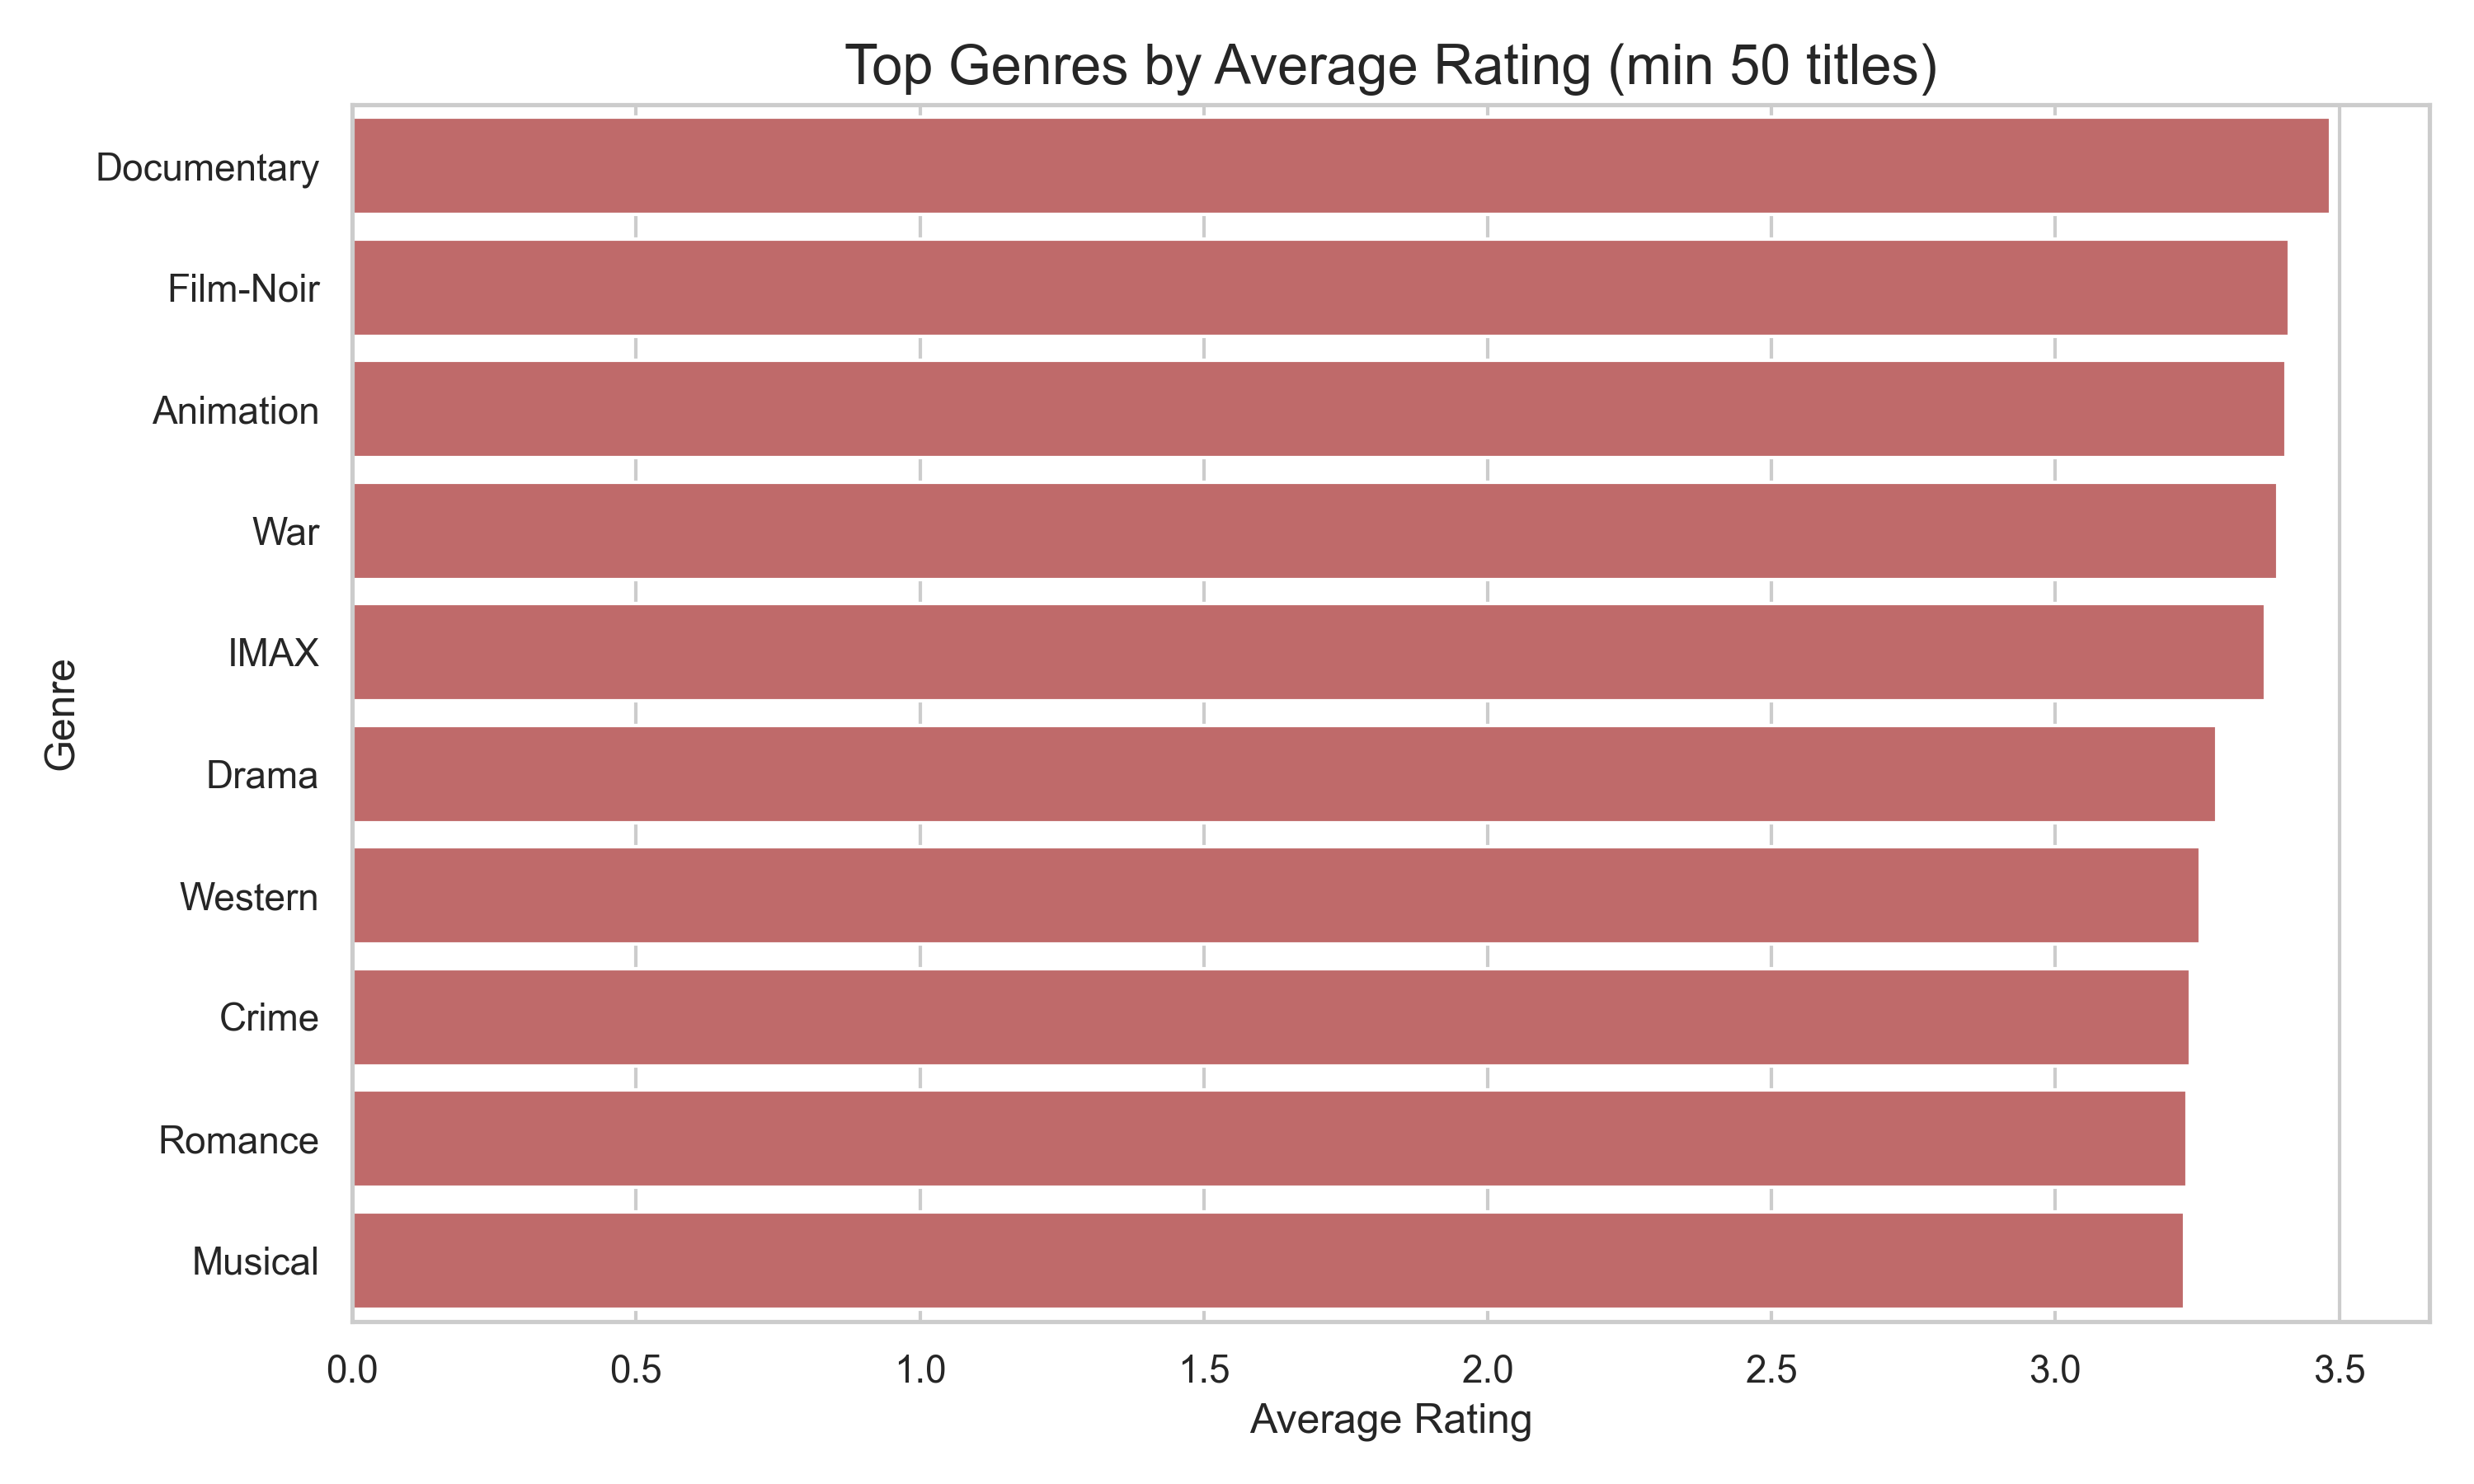 Top Genres by Average Rating (min 50 titles)
Genre
Documentary
Film-Noir
Animation
War
IMAX
Drama
Western
Crime
Romance
Musical
0.0 0.5 1.0 1.5 2.0 2.5 3.0 3.5
Average Rating